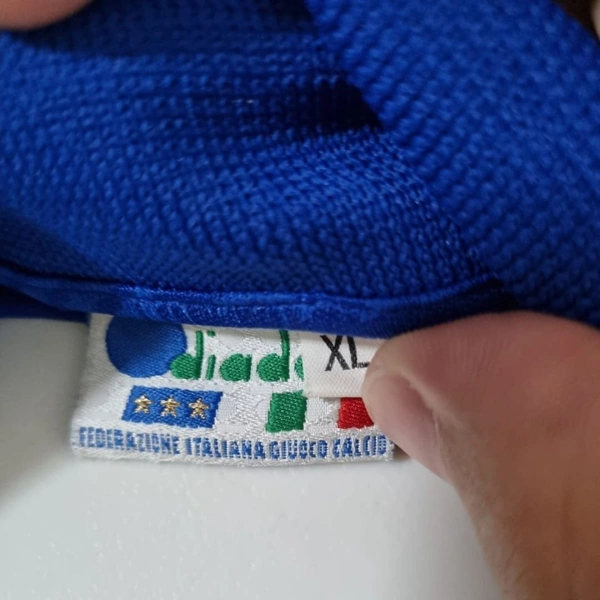 diad
XL
FEDERAZIONE ITALIANA GIUOCO CALCIO